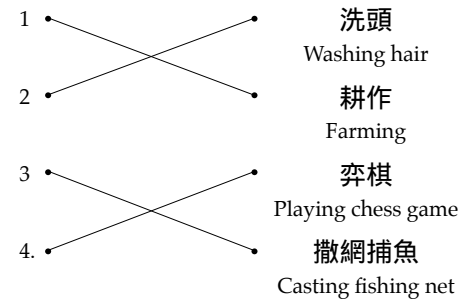 1 洗頭
Washing hair
2 耕作
Farming
3 弈棋
Playing chess game
4. 撒網捕魚
Casting fishing net